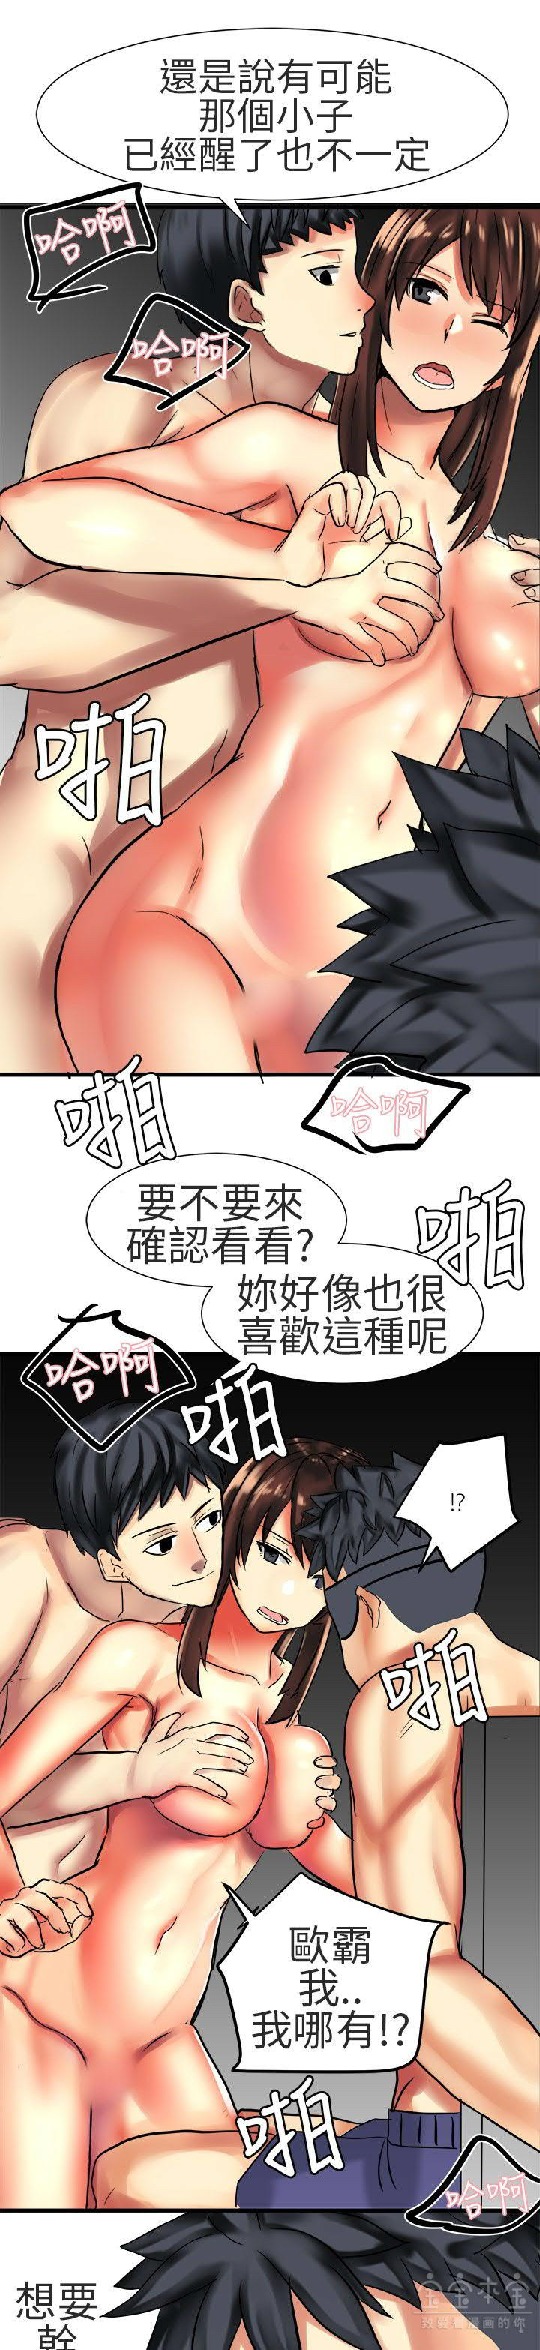 還是說有可能
那個小子
已經醒了也不一定
哈啊
哈啊
啪
啪
哈啊
要不要來
確認看看?
啪
妳好像也很
喜歡這種呢
哈啊
啪
!?
啪
歐霸
我..
我哪有!?
啪
哈啊
想要
幹